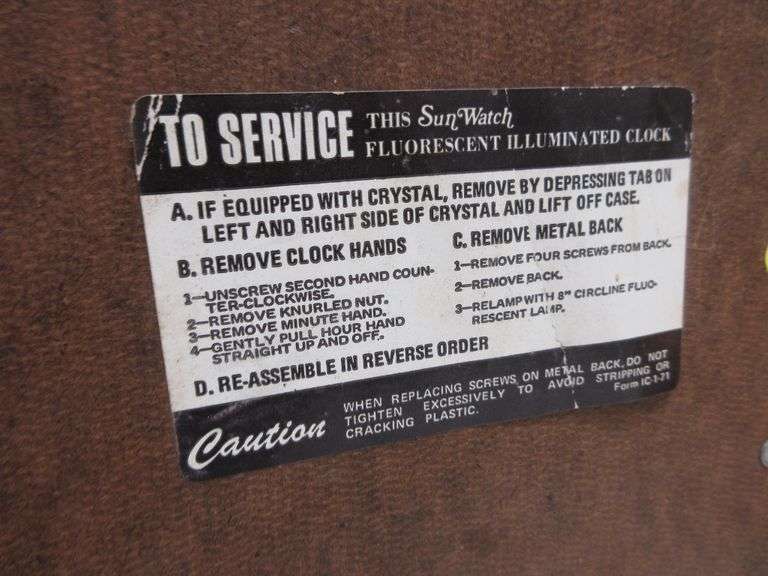 TO SERVICE THIS SunWatch
FLUORESCENT ILLUMINATED CLOCK
A. IF EQUIPPED WITH CRYSTAL, REMOVE BY DEPRESSING TAB ON
LEFT AND RIGHT SIDE OF CRYSTAL AND LIFT OFF CASE.
B. REMOVE CLOCK HANDS
1—UNSCREW SECOND HAND COUN-
TER-CLOCKWISE.
2—REMOVE KNURLED NUT.
3—REMOVE MINUTE HAND.
4—GENTLY PULL HOUR HAND
STRAIGHT UP AND OFF.
C. REMOVE METAL BACK
1—REMOVE FOUR SCREWS FROM BACK.
2—REMOVE BACK.
3—RELAMP WITH 8" CIRCLINE FLUO-
RESCENT LAMP.
D. RE-ASSEMBLE IN REVERSE ORDER
Caution
WHEN REPLACING SCREWS ON METAL BACK, DO NOT
TIGHTEN EXCESSIVELY TO AVOID STRIPPING OR
CRACKING PLASTIC.
Form IC-1-71